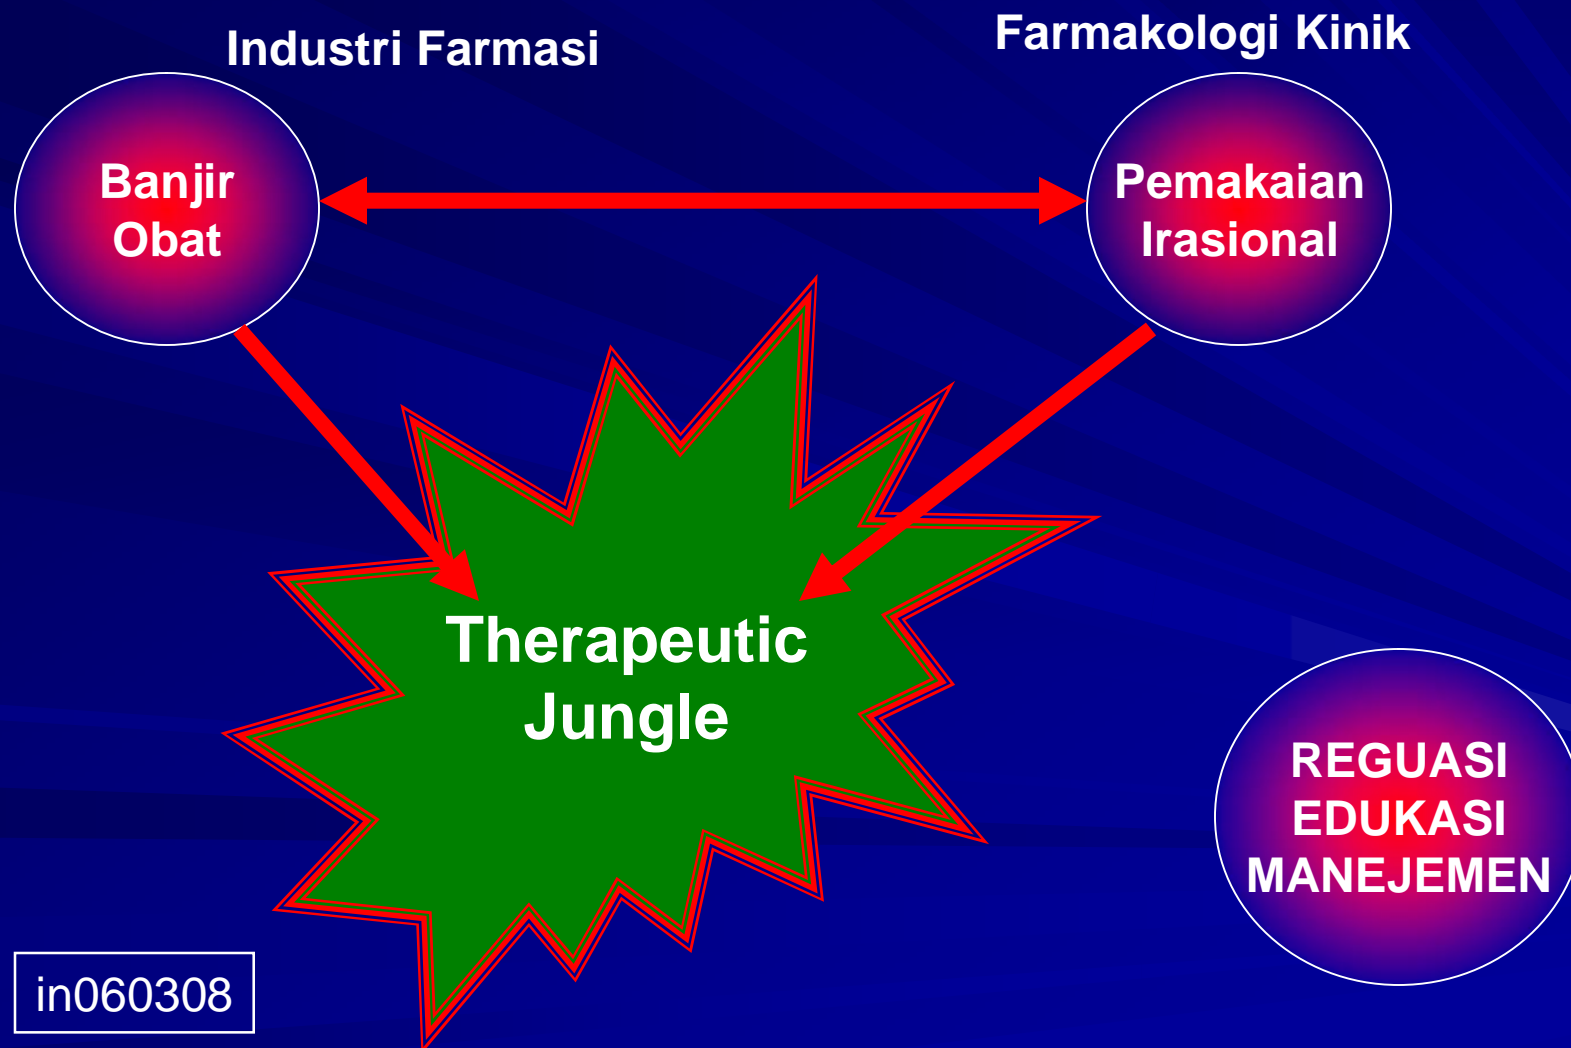 Industri Farmasi
Farmakologi Kinik
Banjir
Obat
Pemakaian
Irasional
Therapeutic
Jungle
REGUASI
EDUKASI
MANEJEMEN
in060308